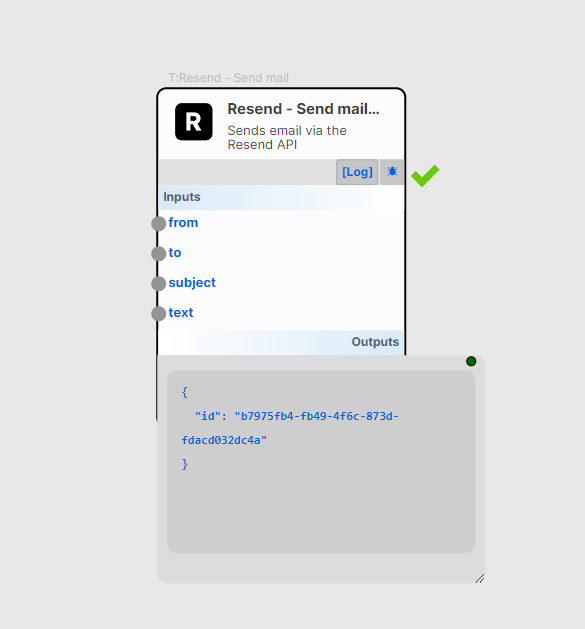 T:Resend - Send mail
R
Resend - Send mail...
Sends email via the
Resend API
[Log]
Inputs
from
to
subject
text
Outputs
{
"id": "b7975fb4-fb49-4f6c-873d-
fdacd032dc4a"
}